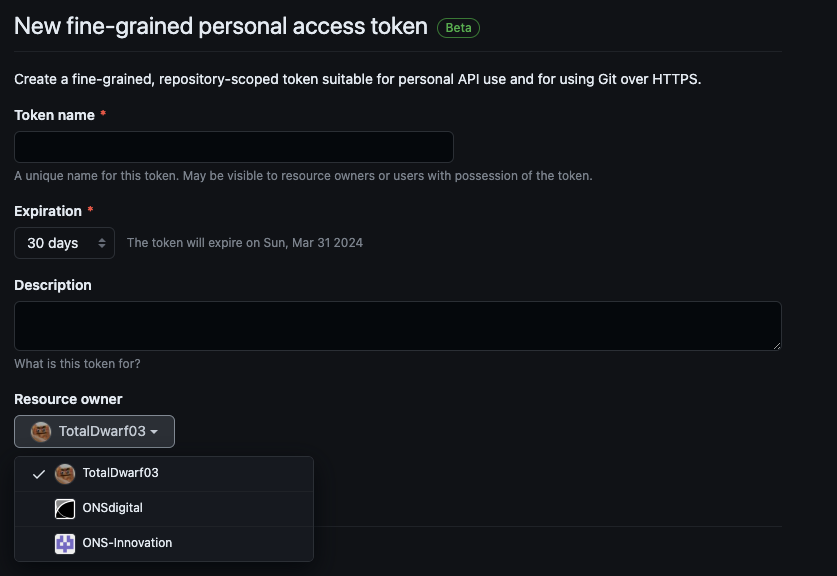 New fine-grained personal access token Beta
Create a fine-grained, repository-scoped token suitable for personal API use and for using Git over HTTPS.
Token name *
A unique name for this token. May be visible to resource owners or users with possession of the token.
Expiration *
30 days The token will expire on Sun, Mar 31 2024
Description
What is this token for?
Resource owner
TotalDwarf03
TotalDwarf03
ONSdigital
ONS-Innovation